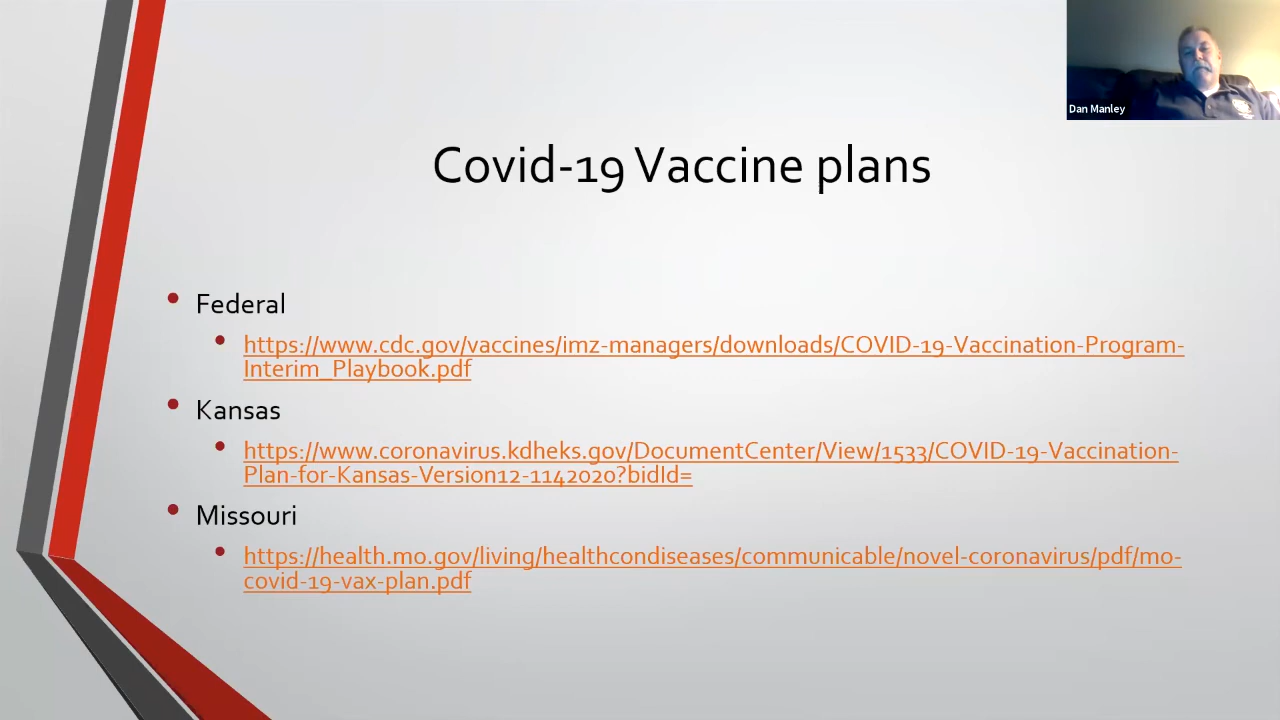 Dan Manley
Covid-19 Vaccine plans
Federal
https://www.cdc.gov/vaccines/imz-managers/downloads/COVID-19-Vaccination-Program-
Interim_Playbook.pdf
Kansas
https://www.coronavirus.kdheks.gov/DocumentCenter/View/1533/COVID-19-Vaccination-
Plan-for-Kansas-Version12-1142020?bidId=
Missouri
https://health.mo.gov/living/healthcondiseases/communicable/novel-coronavirus/pdf/mo-
covid-19-vax-plan.pdf